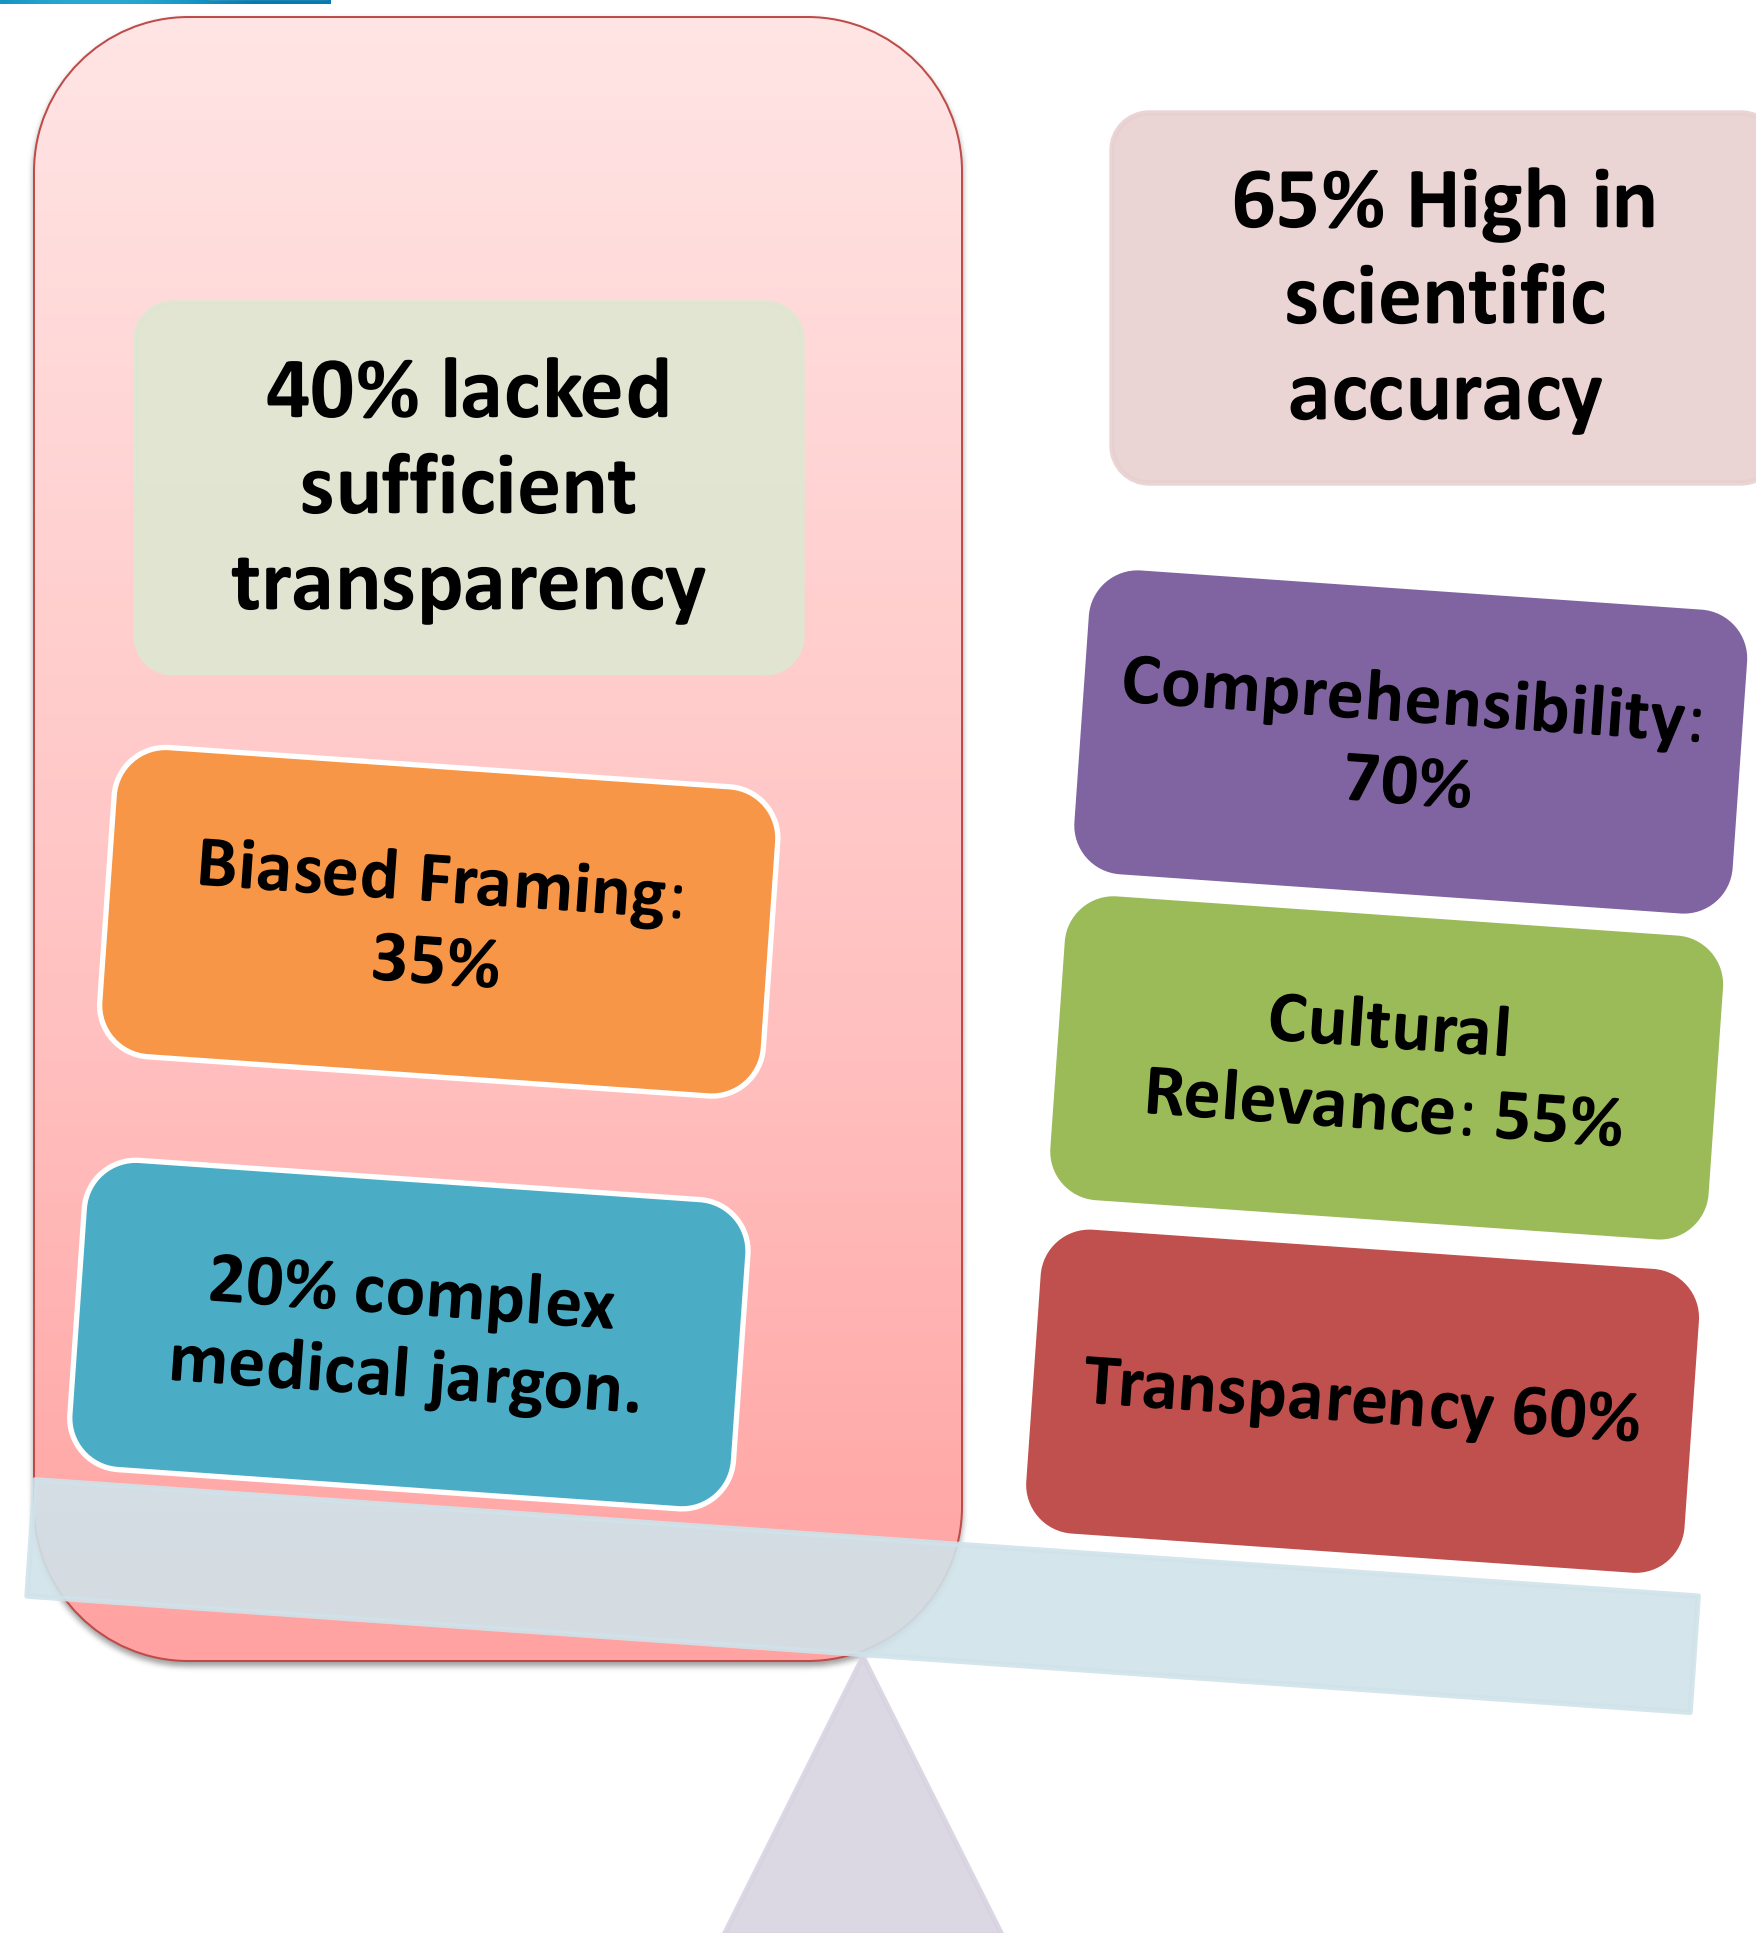 40% lacked
sufficient
transparency
Biased Framing:
35%
20% complex
medical jargon.
65% High in
scientific
accuracy
Comprehensibility:
70%
Cultural
Relevance: 55%
Transparency 60%